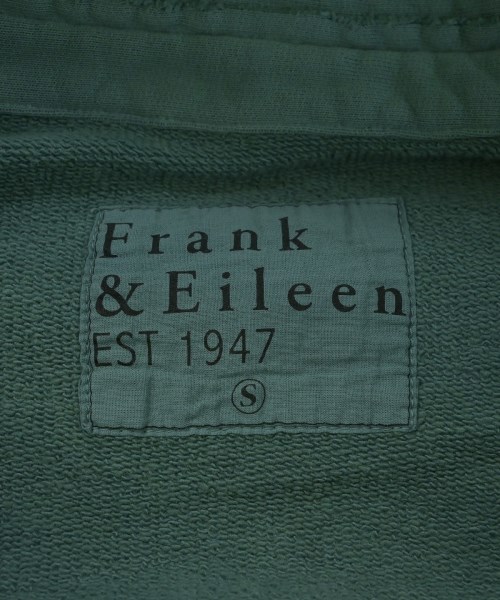 Frank
& Eileen
EST 1947
S